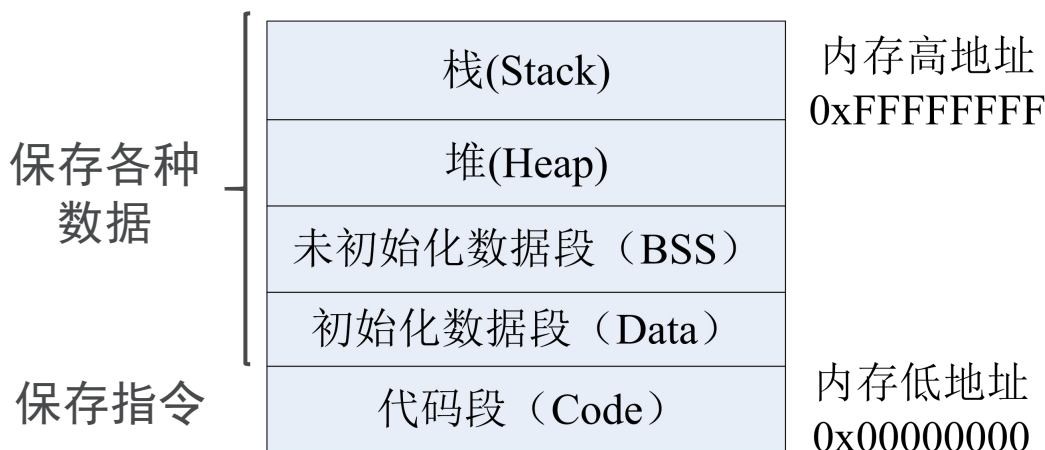 栈(Stack)
内存高地址
0xFFFFFFFF
堆(Heap)
保存各种
数据
未初始化数据段（BSS）
初始化数据段（Data）
保存指令
代码段（Code）
内存低地址
0x00000000